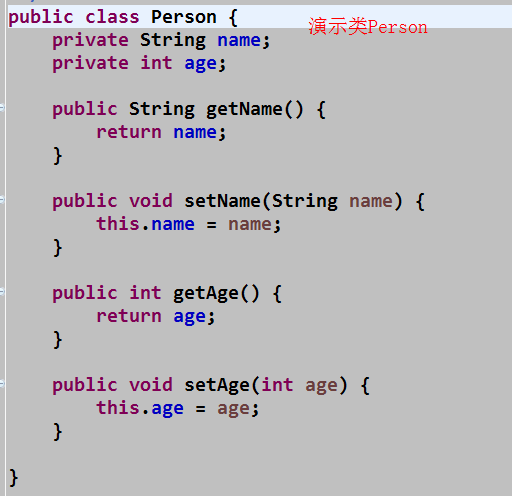 public class Person {
演示类Person
    private String name;
    private int age;

    public String getName() {
        return name;
    }

    public void setName(String name) {
        this.name = name;
    }

    public int getAge() {
        return age;
    }

    public void setAge(int age) {
        this.age = age;
    }

}